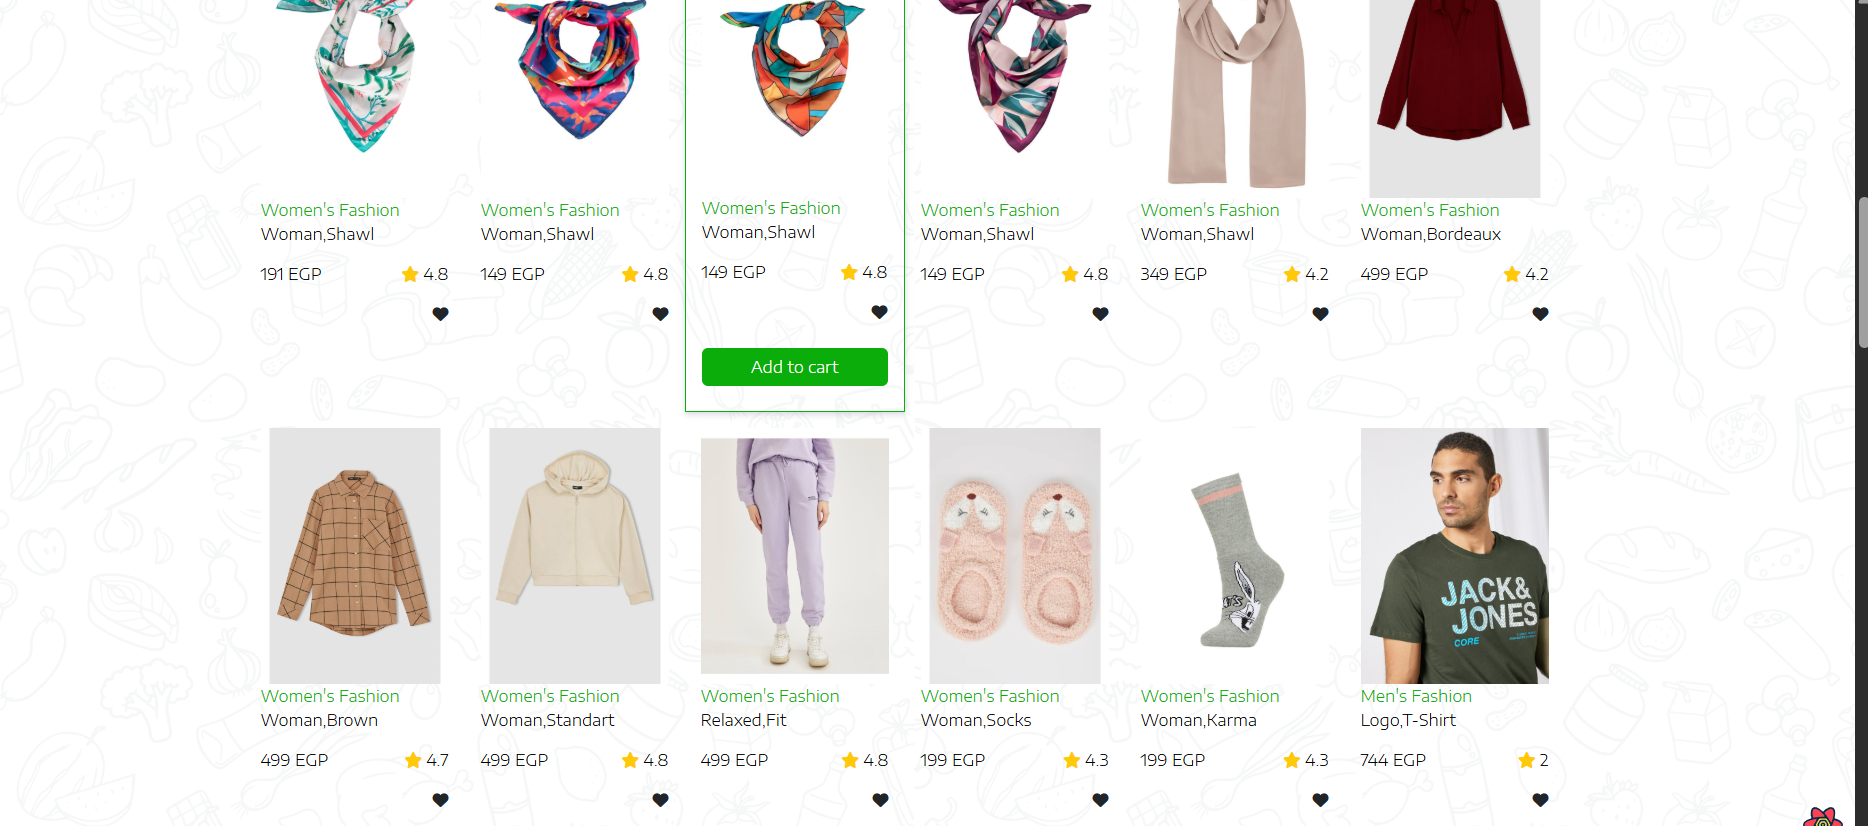 Women's Fashion
Woman,Shawl
191 EGP 4.8
Women's Fashion
Woman,Shawl
149 EGP 4.8
Women's Fashion
Woman,Shawl
149 EGP 4.8
Add to cart
Women's Fashion
Woman,Shawl
149 EGP 4.8
Women's Fashion
Woman,Shawl
349 EGP 4.2
Women's Fashion
Woman,Bordeaux
499 EGP 4.2
Women's Fashion
Woman,Brown
499 EGP 4.7
Women's Fashion
Woman,Standart
499 EGP 4.8
Women's Fashion
Relaxed,Fit
499 EGP 4.8
Women's Fashion
Woman,Socks
199 EGP 4.3
Women's Fashion
Woman,Karma
199 EGP 4.3
JACK&
JONES
CORE
Men's Fashion
Logo,T-Shirt
744 EGP 2